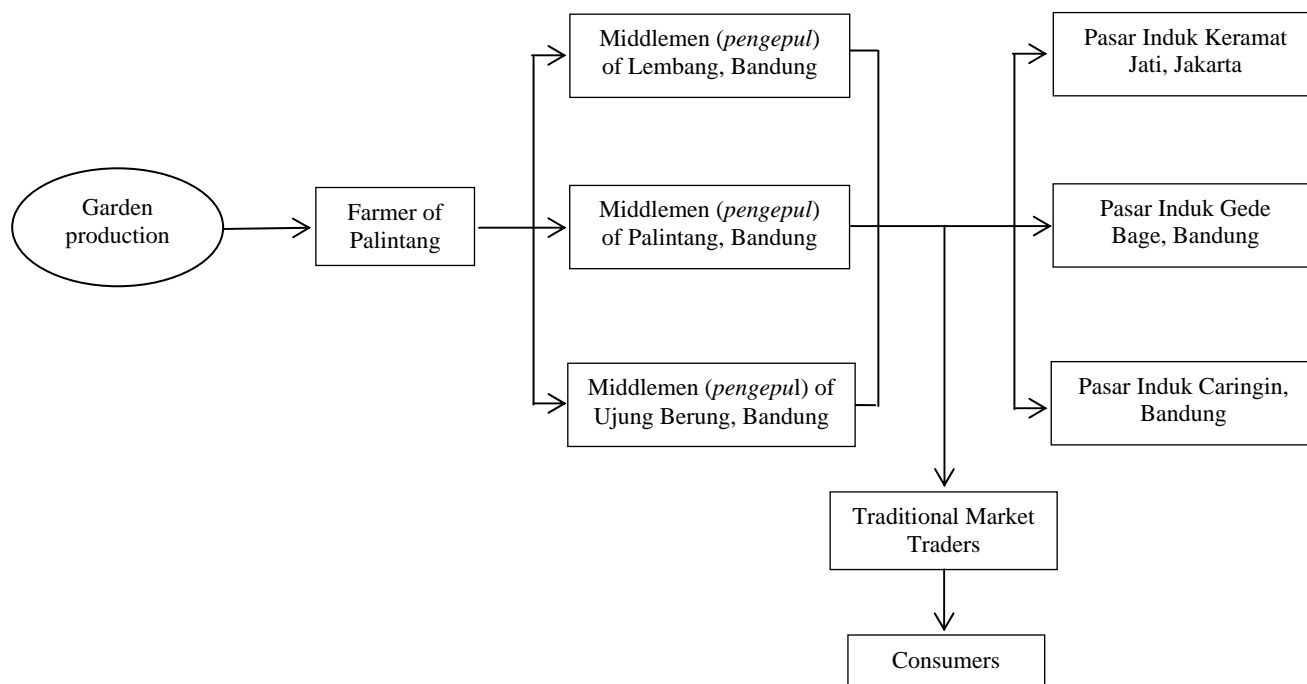 Garden
production
Farmer of
Palintang
Middlemen (pengepul)
of Lembang, Bandung
Middlemen (pengepul)
of Palintang, Bandung
Middlemen (pengepul) of
Ujung Berung, Bandung
Pasar Induk Keramat
Jati, Jakarta
Pasar Induk Gede
Bage, Bandung
Pasar Induk Caringin,
Bandung
Traditional Market
Traders
Consumers